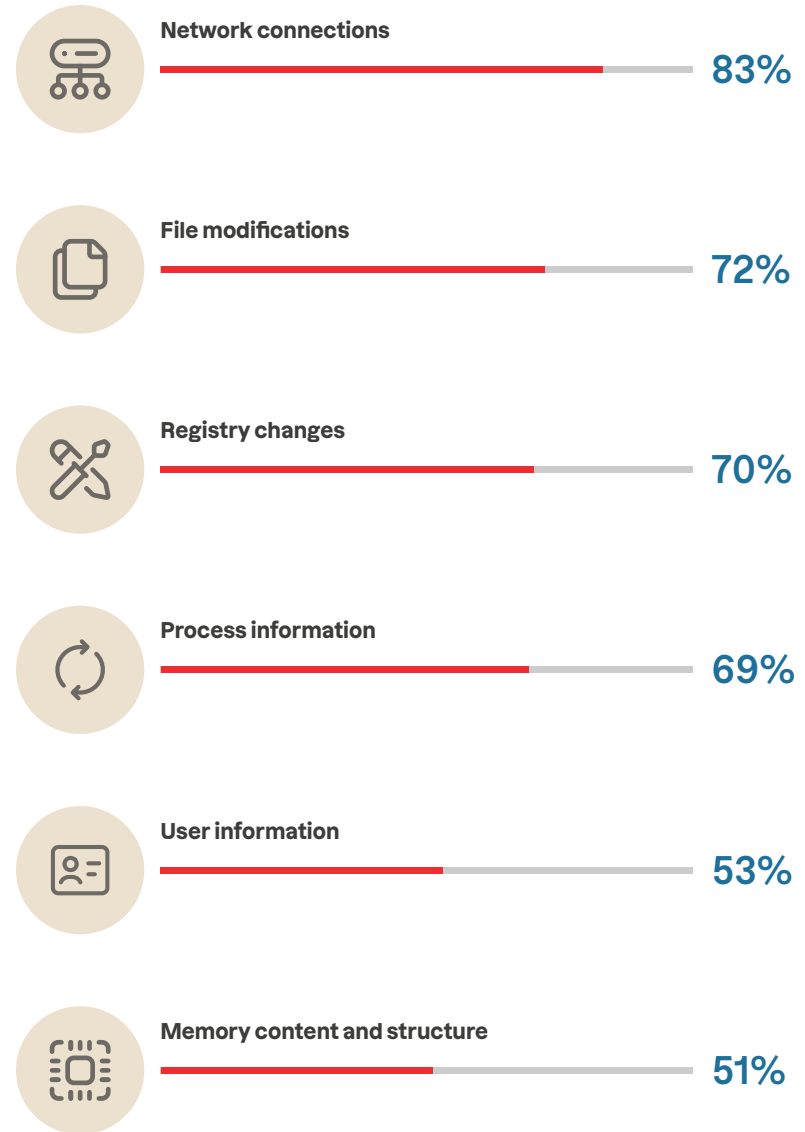 Network connections
83%
File modifications
72%
Registry changes
70%
Process information
69%
User information
53%
Memory content and structure
51%